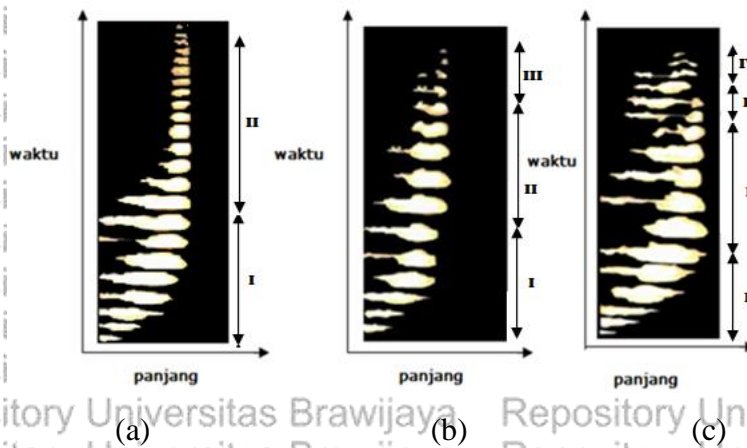 waktu
II
I
panjang
waktu
III
II
I
panjang
waktu
panjang
itory Universitas Brawijaya Repository Un
(a) (b) (c)